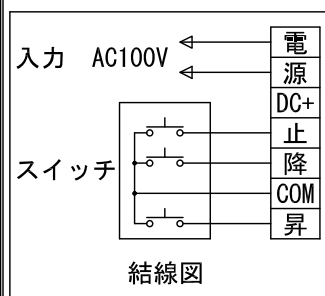 入力 AC100V
電
源
DC+
止
降
COM
昇
スイッチ
結線図